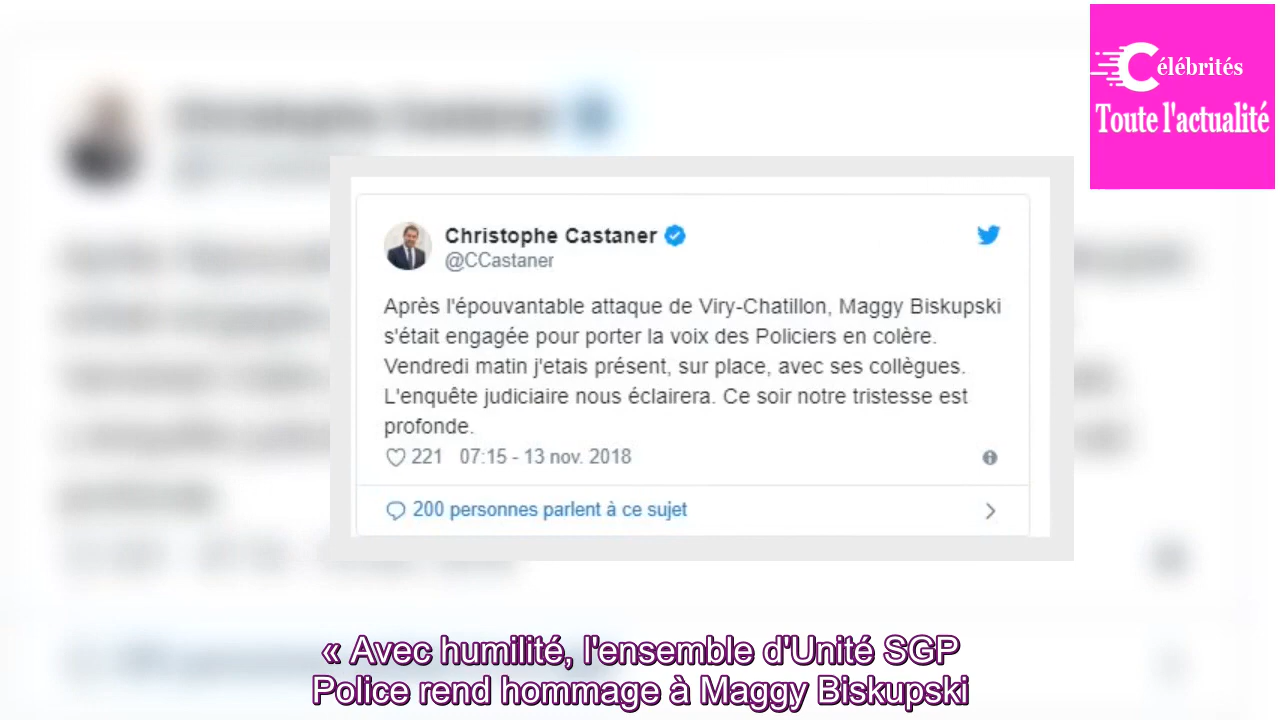 Célébrités
Toute l'actualité
Christophe Castaner
@CCastaner
Après l'épouvantable attaque de Viry-Chatillon, Maggy Biskupski
s'était engagée pour porter la voix des Policiers en colère.
Vendredi matin j'etais présent, sur place, avec ses collègues.
L'enquête judiciaire nous éclairera. Ce soir notre tristesse est
profonde.
221 07:15 - 13 nov. 2018
200 personnes parlent à ce sujet
« Avec humilité, l'ensemble d'Unité SGP
Police rend hommage à Maggy Biskupski